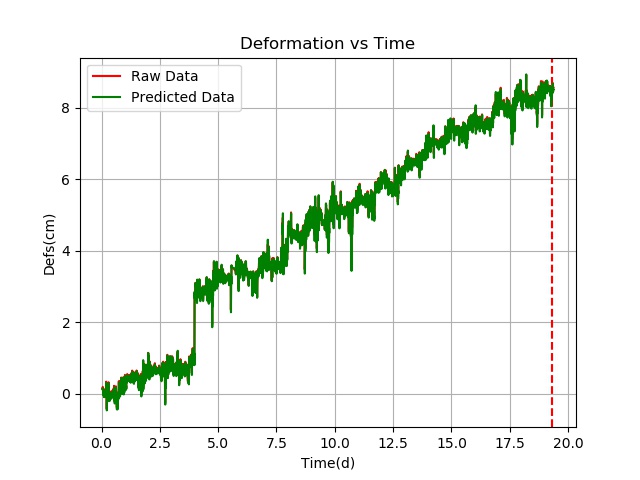 Deformation vs Time
Raw Data
Predicted Data
Defs(cm)
8
6
4
2
0
0.0 2.5 5.0 7.5 10.0 12.5 15.0 17.5 20.0
Time(d)